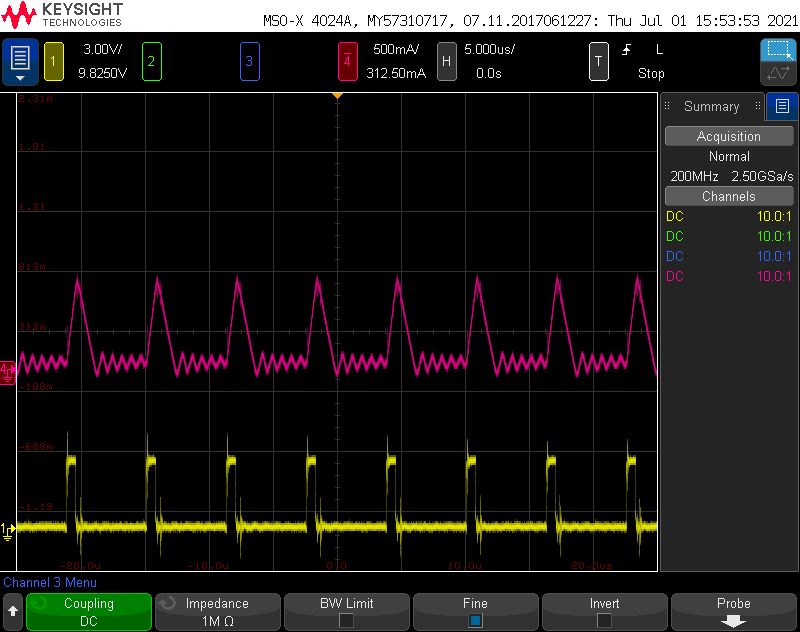 KEYSIGHT
TECHNOLOGIES
MSO-X 4024A, MY57310717, 07.11.2017061227: Thu Jul 01 15:53:53 2021
1
3.00V/
9.8250V
2
3
4
500mA/
312.50mA
H
5.000us/
0.0s
T
L
Stop
Summary
Acquisition
Normal
200MHz 2.50GSa/s
Channels
DC 10.0:1
DC 10.0:1
DC 10.0:1
DC 10.0:1
2.31A
1.81
1.31
813m
313m
4
-188m
-688m
-1.19
1
-20.0u -10.0u 0.0 10.0u 20.0us
Channel 3 Menu
Coupling
DC
Impedance
1M Ω
BW Limit
Fine
Invert
Probe